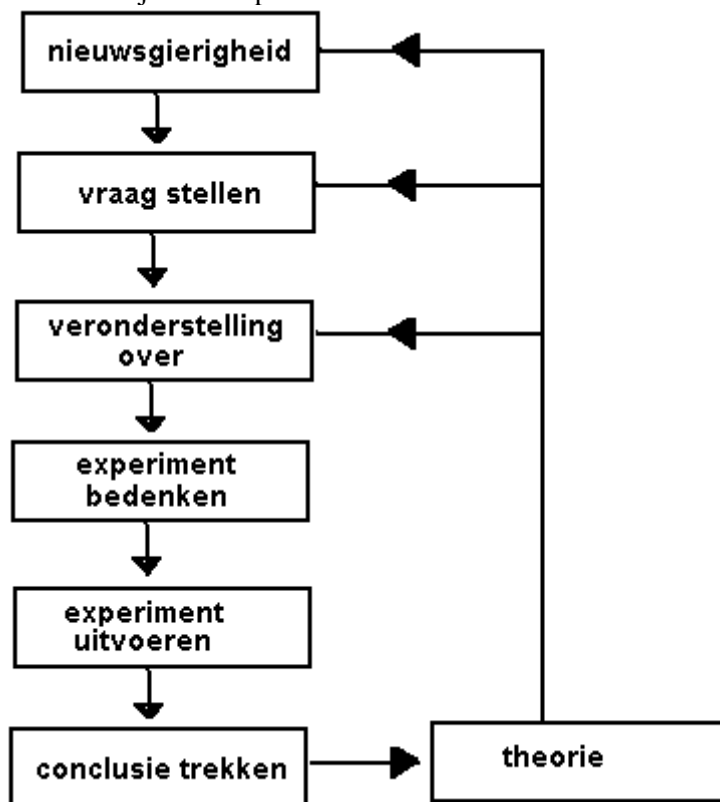 nieuwsgierigheid
vraag stellen
veronderstelling
over
experiment
bedenken
experiment
uitvoeren
conclusie trekken
theorie